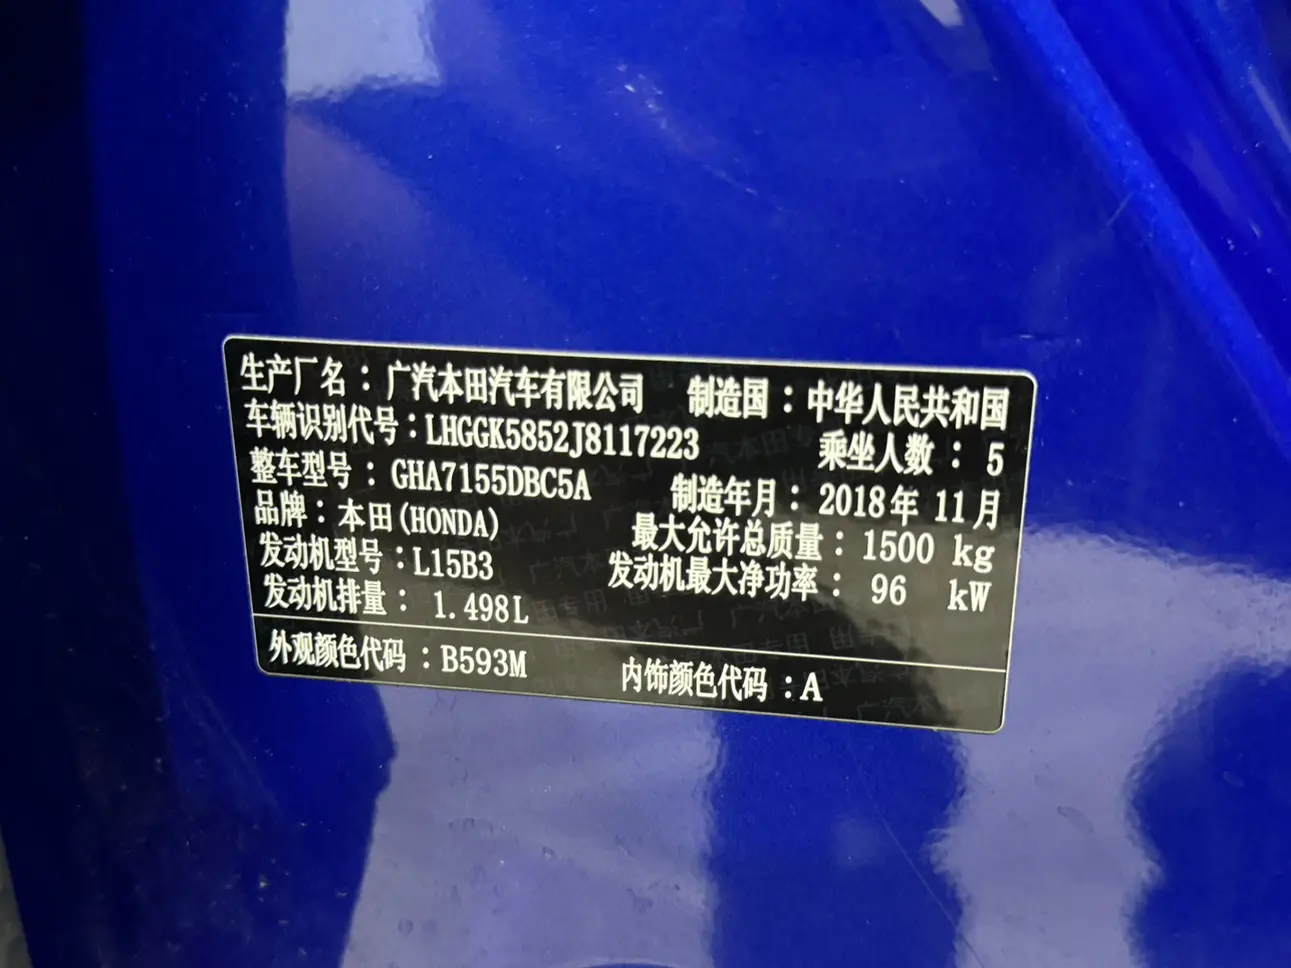 生产厂名：广汽本田汽车有限公司 制造国：中华人民共和国
车辆识别代号：LHGGK5852J8117223 乘坐人数：5
整车型号：GHA7155DBC5A 制造年月：2018年 11月
品牌：本田(HONDA) 最大允许总质量：1500 kg
发动机型号：L15B3 发动机最大净功率：96 kW
发动机排量：1.498L
外观颜色代码：B593M 内饰颜色代码：A